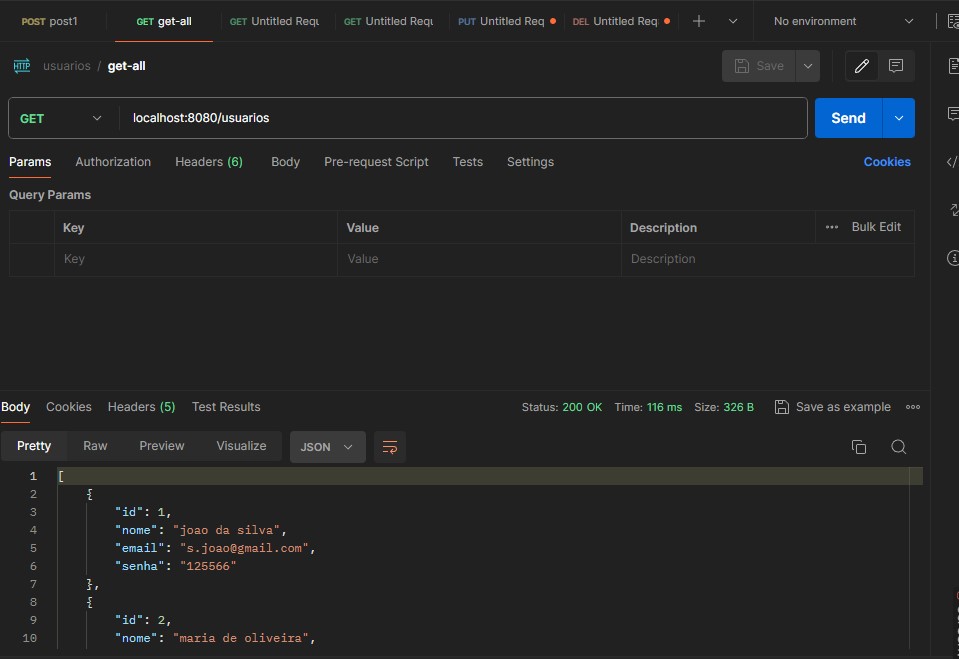 POST post1 GET get-all GET Untitled Requ GET Untitled Requ PUT Untitled Req DEL Untitled Req No environment
HTTP usuarios / get-all Save
GET localhost:8080/usuarios Send
Params Authorization Headers (6) Body Pre-request Script Tests Settings Cookies
Query Params
Key Value Description Bulk Edit
Key Value Description
Body Cookies Headers (5) Test Results Status: 200 OK Time: 116 ms Size: 326 B Save as example
Pretty Raw Preview Visualize JSON
1 [
2 {
3 "id": 1,
4 "nome": "joao da silva",
5 "email": "s.joao@gmail.com",
6 "senha": "125566"
7 },
8 {
9 "id": 2,
10 "nome": "maria de oliveira",